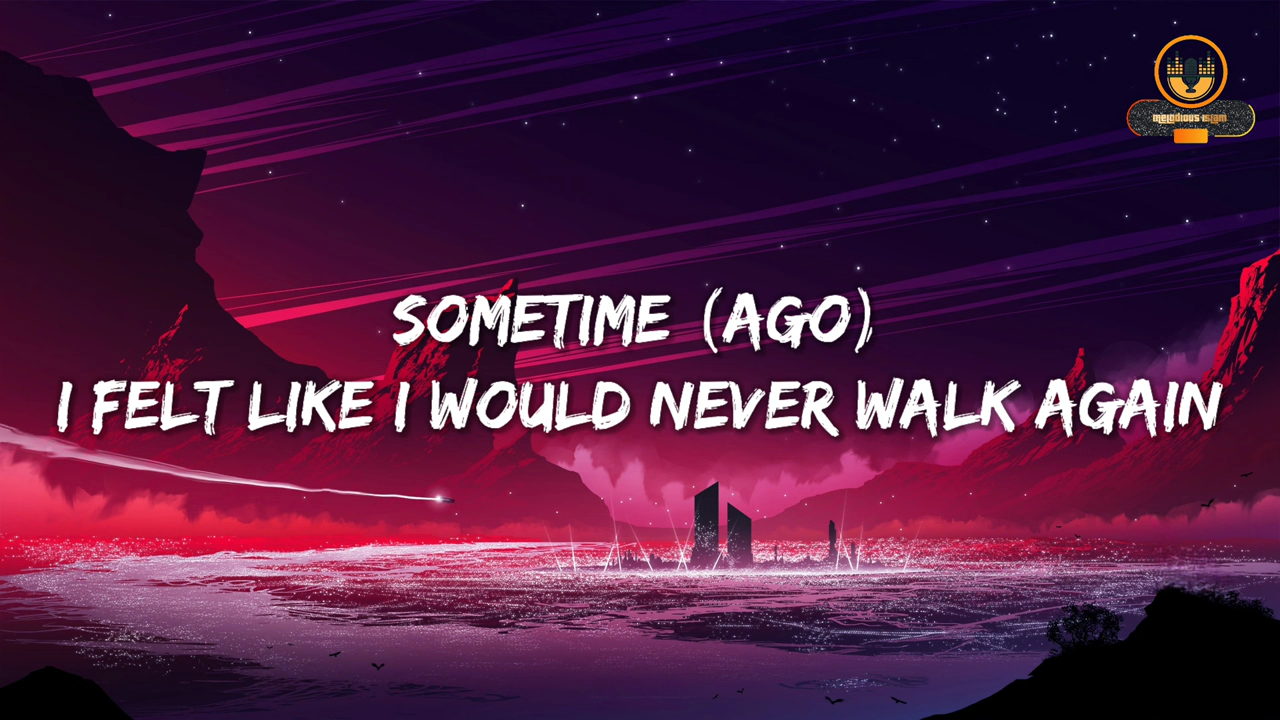 MELODIOUS ISLAM
SOMETIME (AGO)
I FELT LIKE I WOULD NEVER WALK AGAIN